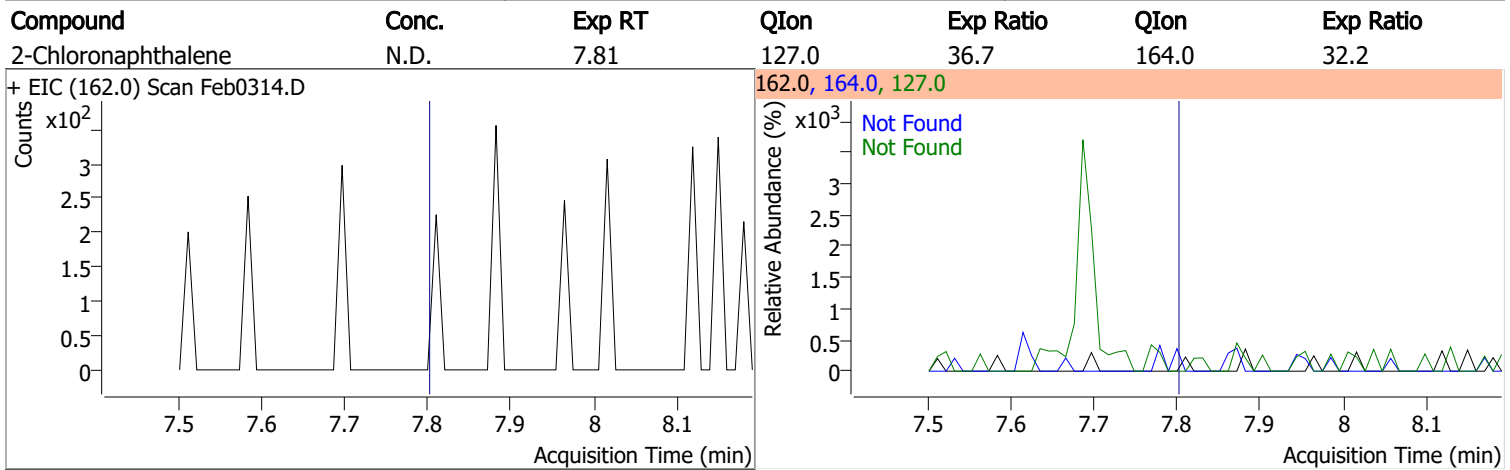 Compound Conc. Exp RT QIon Exp Ratio QIon Exp Ratio
2-Chloronaphthalene N.D. 7.81 127.0 36.7 164.0 32.2
+ EIC (162.0) Scan Feb0314.D
Counts
x10²
3
2.5
2
1.5
1
0.5
0
7.5 7.6 7.7 7.8 7.9 8 8.1
Acquisition Time (min)
162.0, 164.0, 127.0
Relative Abundance (%)
x10³
Not Found
Not Found
3
2.5
2
1.5
1
0.5
0
7.5 7.6 7.7 7.8 7.9 8 8.1
Acquisition Time (min)